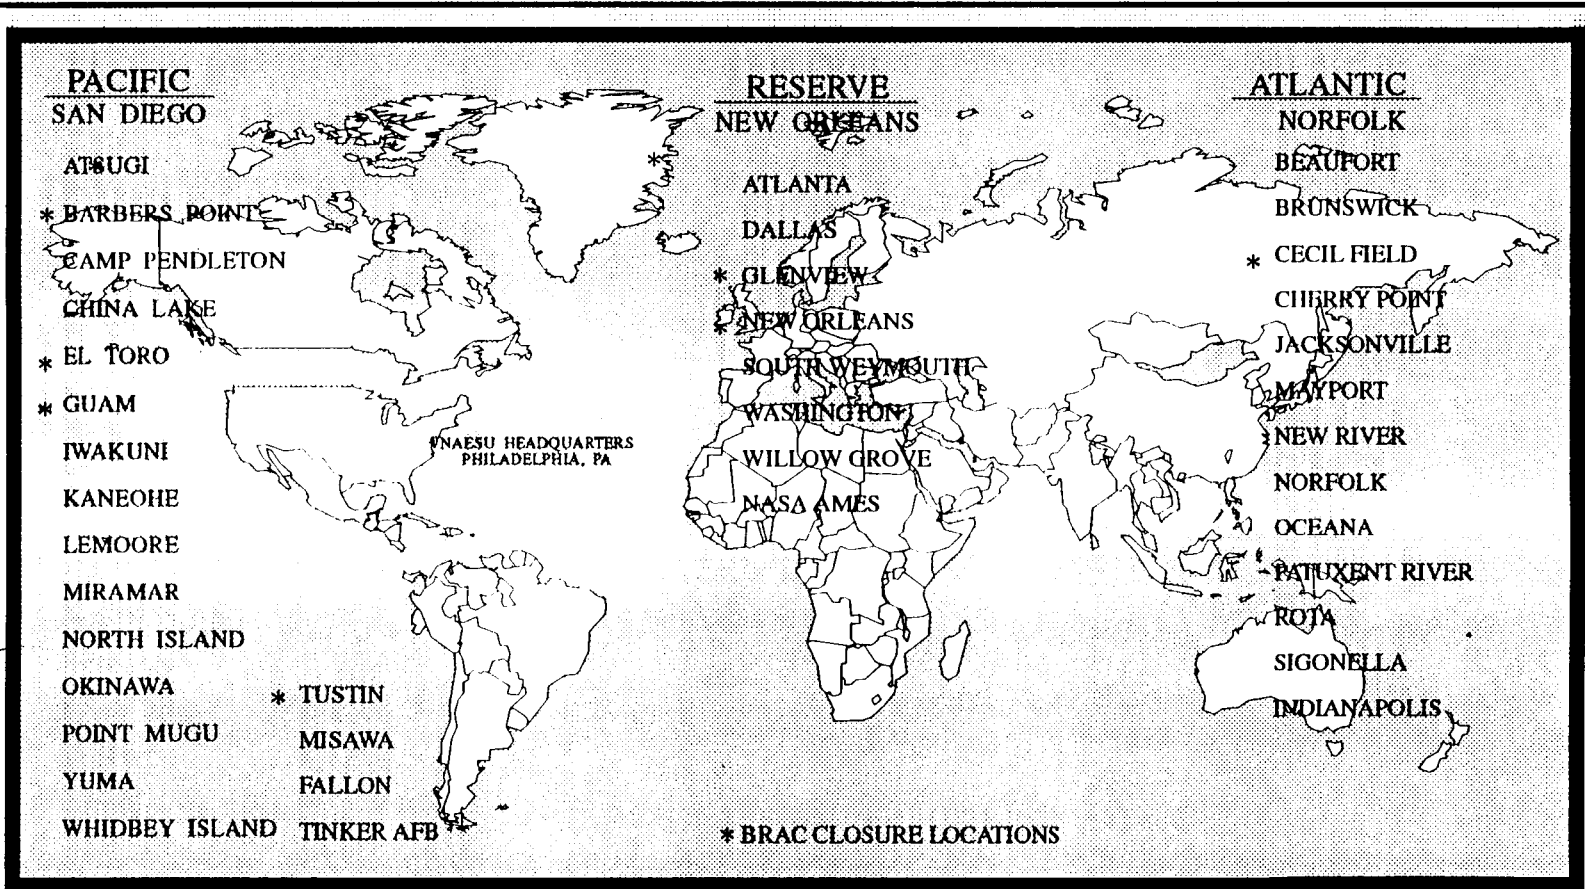 PACIFIC
SAN DIEGO
ATSUGI
* BARBERS POINT
CAMP PENDLETON
CHINA LAKE
* EL TORO
* GUAM
IWAKUNI
KANEOHE
LEMOORE
MIRAMAR
NORTH ISLAND
OKINAWA
POINT MUGU
YUMA
WHIDBEY ISLAND
* TUSTIN
MISAWA
FALLON
TINKER AFB
NAESU HEADQUARTERS
PHILADELPHIA, PA
RESERVE
NEW ORLEANS
ATLANTA
DALLAS
* GLENVIEW
* NEW ORLEANS
SOUTH WEYMOUTH
WASHINGTON
WILLOW GROVE
NASA AMES
* BRAC CLOSURE LOCATIONS
ATLANTIC
NORFOLK
BEAUFORT
BRUNSWICK
* CECIL FIELD
CHERRY POINT
JACKSONVILLE
MAYPORT
NEW RIVER
NORFOLK
OCEANA
PATUXENT RIVER
ROTA
SIGONELLA
INDIANAPOLIS